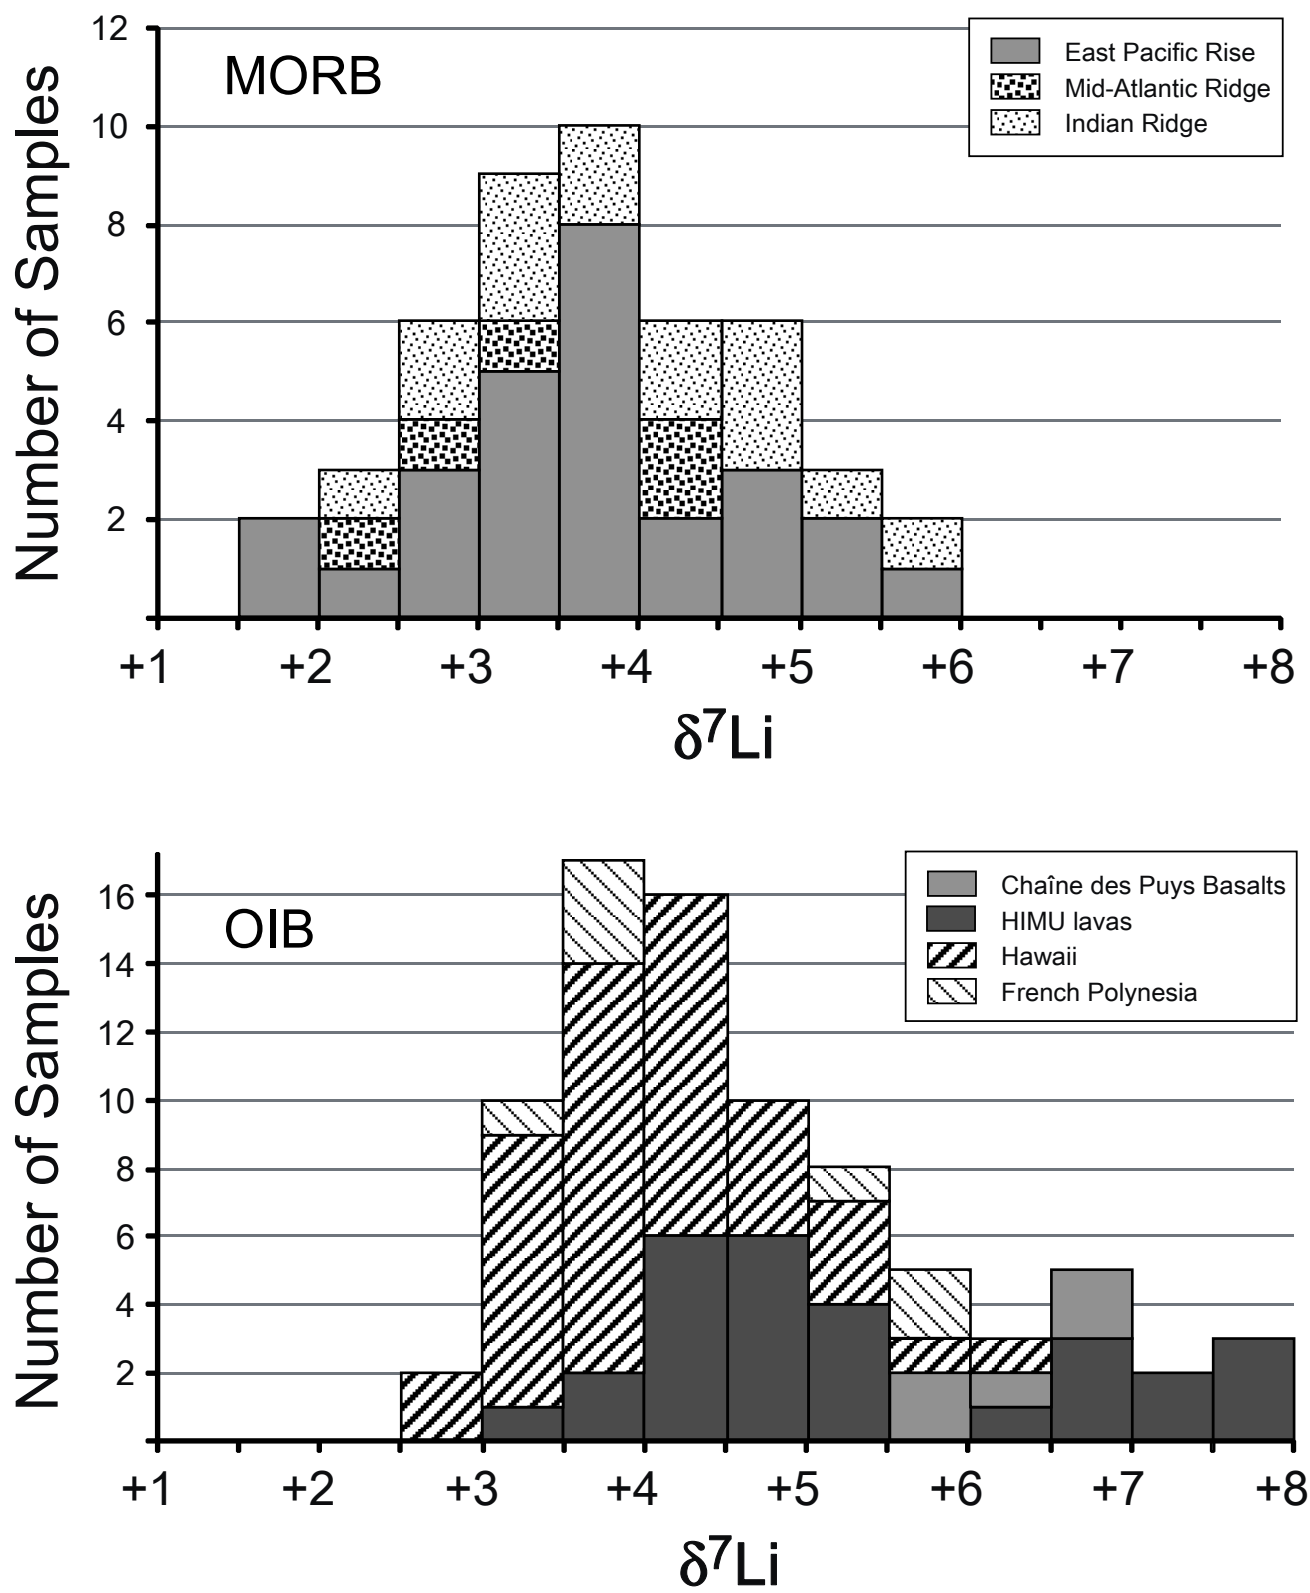 MORB
East Pacific Rise
Mid-Atlantic Ridge
Indian Ridge
Number of Samples
12
10
8
6
4
2
+1 +2 +3 +4 +5 +6 +7 +8
δ⁷Li
OIB
Chaîne des Puys Basalts
HIMU lavas
Hawaii
French Polynesia
Number of Samples
16
14
12
10
8
6
4
2
+1 +2 +3 +4 +5 +6 +7 +8
δ⁷Li